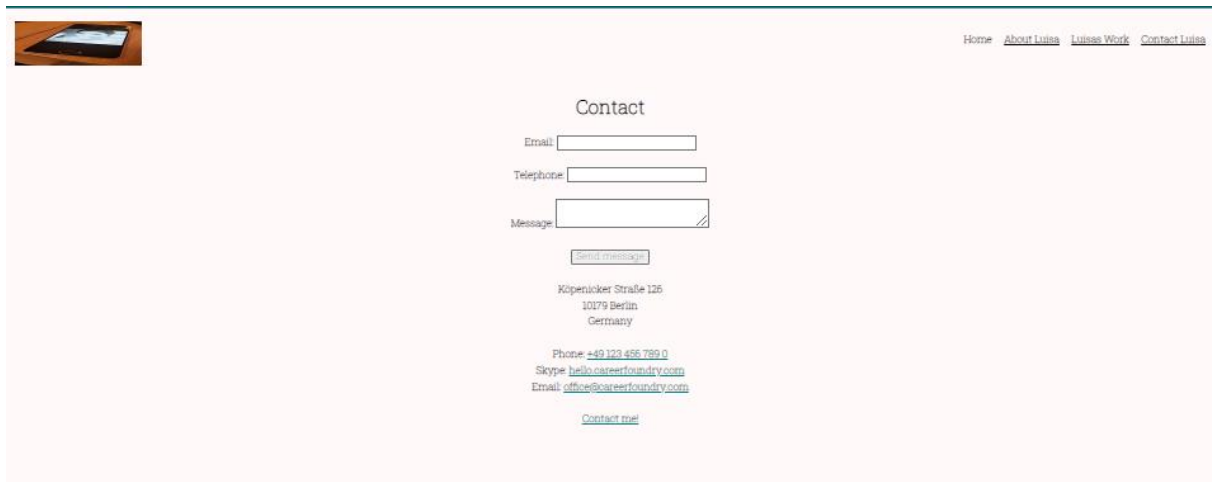 Home About Luisa Luisas Work Contact Luisa
Contact
Email:
Telephone:
Message:
Send message
Köpenicker Straße 126
10179 Berlin
Germany
Phone: +49 123 456 789 0
Skype: hello.careerfoundry.com
Email: office@careerfoundry.com
Contact me!